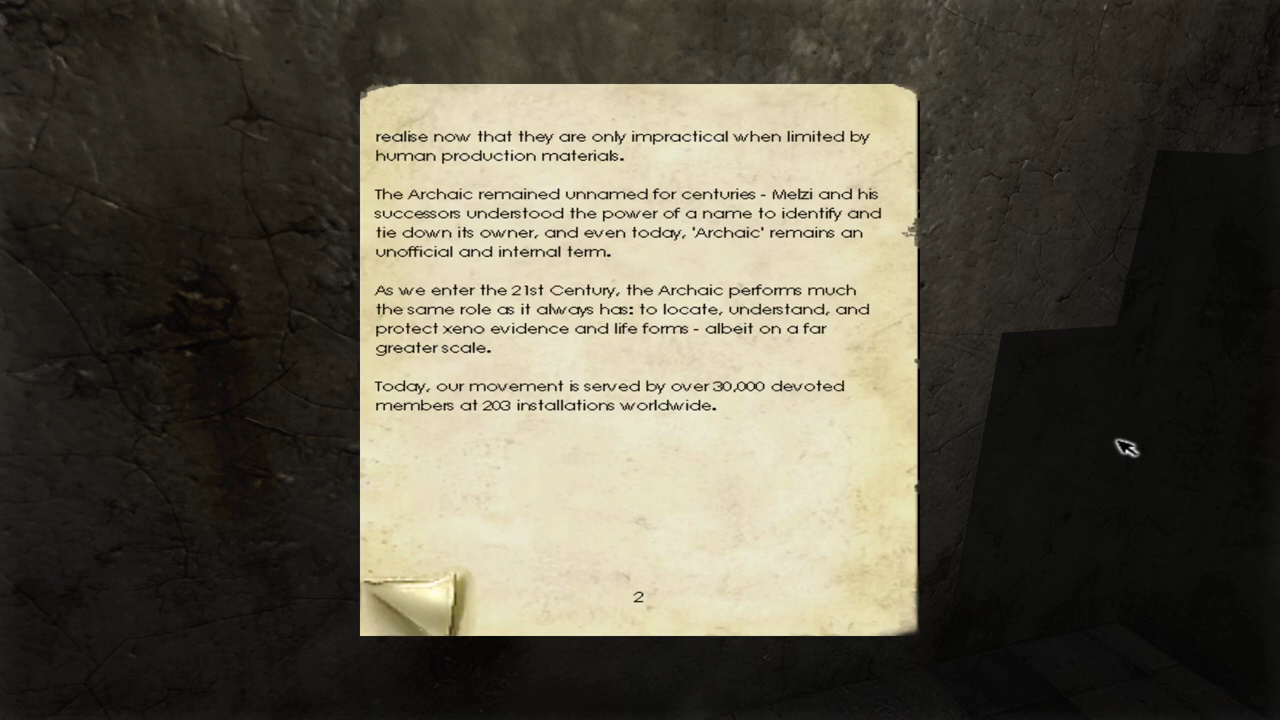 realise now that they are only impractical when limited by
human production materials.
The Archaic remained unnamed for centuries - Melzi and his
successors understood the power of a name to identify and
tie down its owner, and even today, 'Archaic' remains an
unofficial and internal term.
As we enter the 21st Century, the Archaic performs much
the same role as it always has: to locate, understand, and
protect xeno evidence and life forms - albeit on a far
greater scale.
Today, our movement is served by over 30,000 devoted
members at 203 installations worldwide.
2